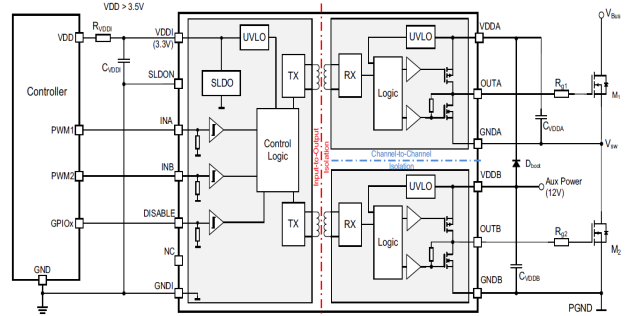 VDD > 3.5V
VDD
RVDDI
VDDI
(3.3V)
CVDDI
SLDON
Controller
PWM1
INA
PWM2
INB
GPIOx
DISABLE
NC
GND
GNDI
UVLO
SLDO
TX
Control
Logic
TX
Input-to-Output
Isolation
UVLO
RX
Logic
Channel-to-Channel
Isolation
UVLO
RX
Logic
VDDA
OUTA
GNDA
VDDB
OUTB
GNDB
VBus
Rg1
M1
CVDDA
Vsw
Dboot
Aux Power
(12V)
Rg2
M2
CVDDB
PGND